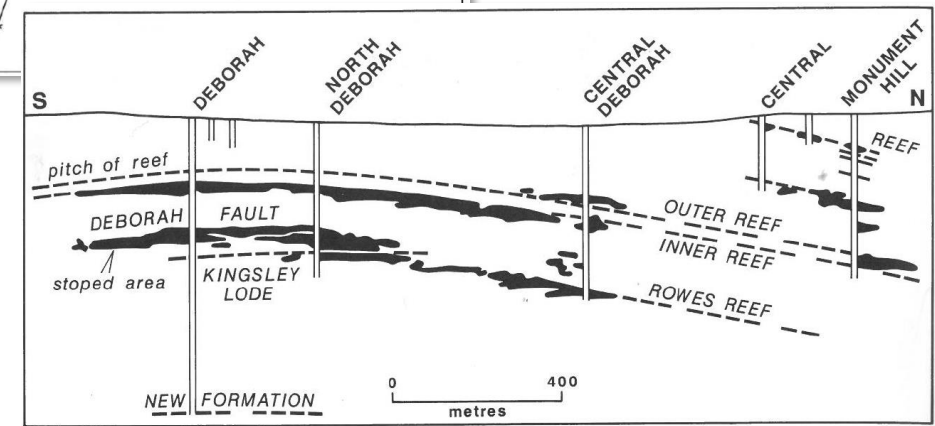 S
DEBORAH
NORTH
DEBORAH
CENTRAL
DEBORAH
CENTRAL
MONUMENT
HILL
N
REEF
pitch of reef
OUTER REEF
DEBORAH FAULT
INNER REEF
stoped area
KINGSLEY
LODE
ROWES REEF
0 400
metres
NEW FORMATION